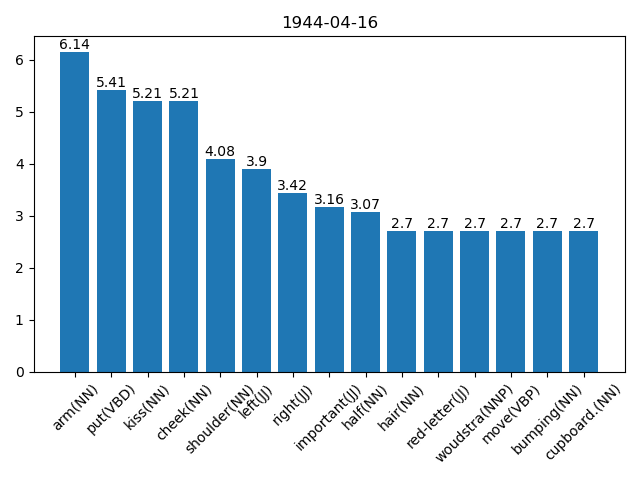 1944-04-16
6.14
5.41
5.21
5.21
4.08
3.9
3.42
3.16
3.07
2.7
2.7
2.7
2.7
2.7
2.7
6
5
4
3
2
1
0
arm(NN)
put(VBD)
kiss(NN)
cheek(NN)
shoulder(NN)
left(JJ)
right(JJ)
important(JJ)
half(NN)
hair(NN)
red-letter(JJ)
woudstra(NNP)
move(VBP)
bumping(NN)
cupboard.(NN)